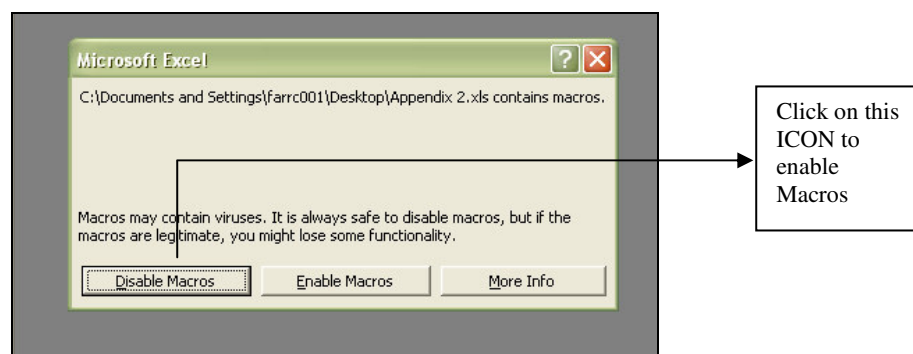 Microsoft Excel
C:\Documents and Settings\farrc001\Desktop\Appendix 2.xls contains macros.
Macros may contain viruses. It is always safe to disable macros, but if the
macros are legitimate, you might lose some functionality.
Disable Macros
Enable Macros
More Info
Click on this
ICON to
enable
Macros